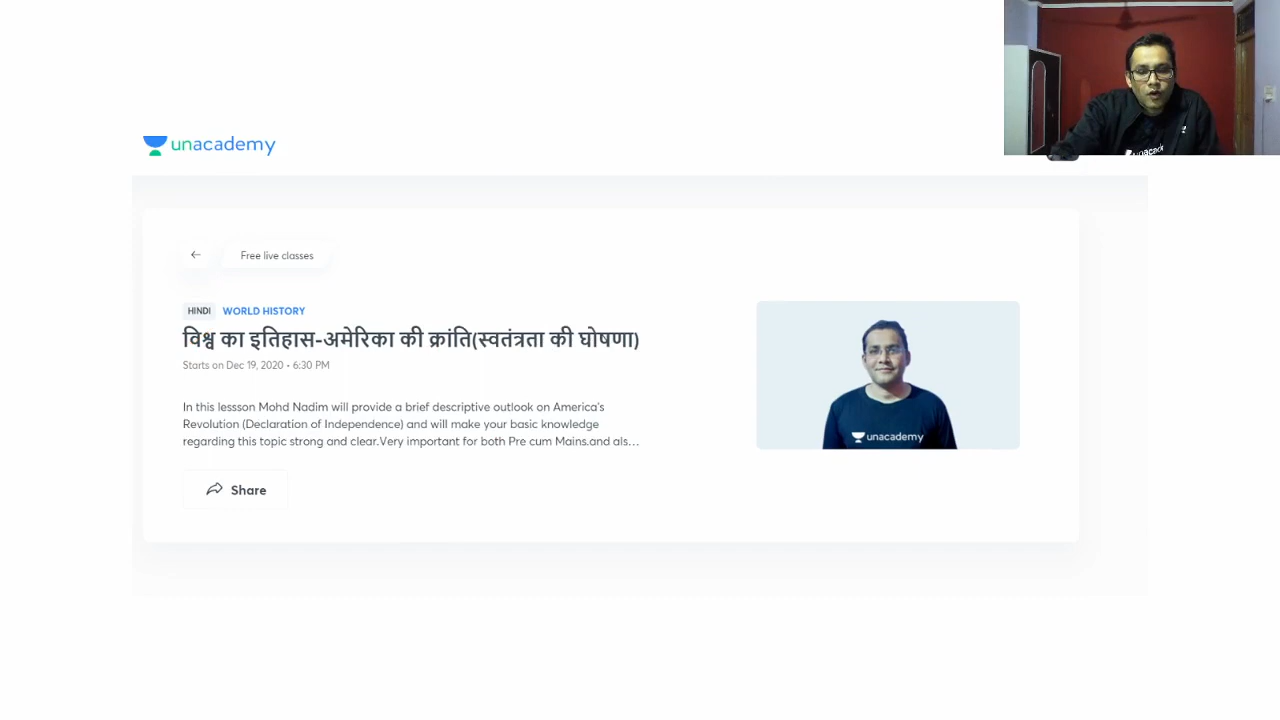 unacademy
Free live classes
HINDI WORLD HISTORY
विश्व का इतिहास-अमेरिका की क्रांति(स्वतंत्रता की घोषणा)
Starts on Dec 19, 2020 • 6:30 PM
In this lessson Mohd Nadim will provide a brief descriptive outlook on America's
Revolution (Declaration of Independence) and will make your basic knowledge
regarding this topic strong and clear.Very important for both Pre cum Mains.and als…
unacademy
Share